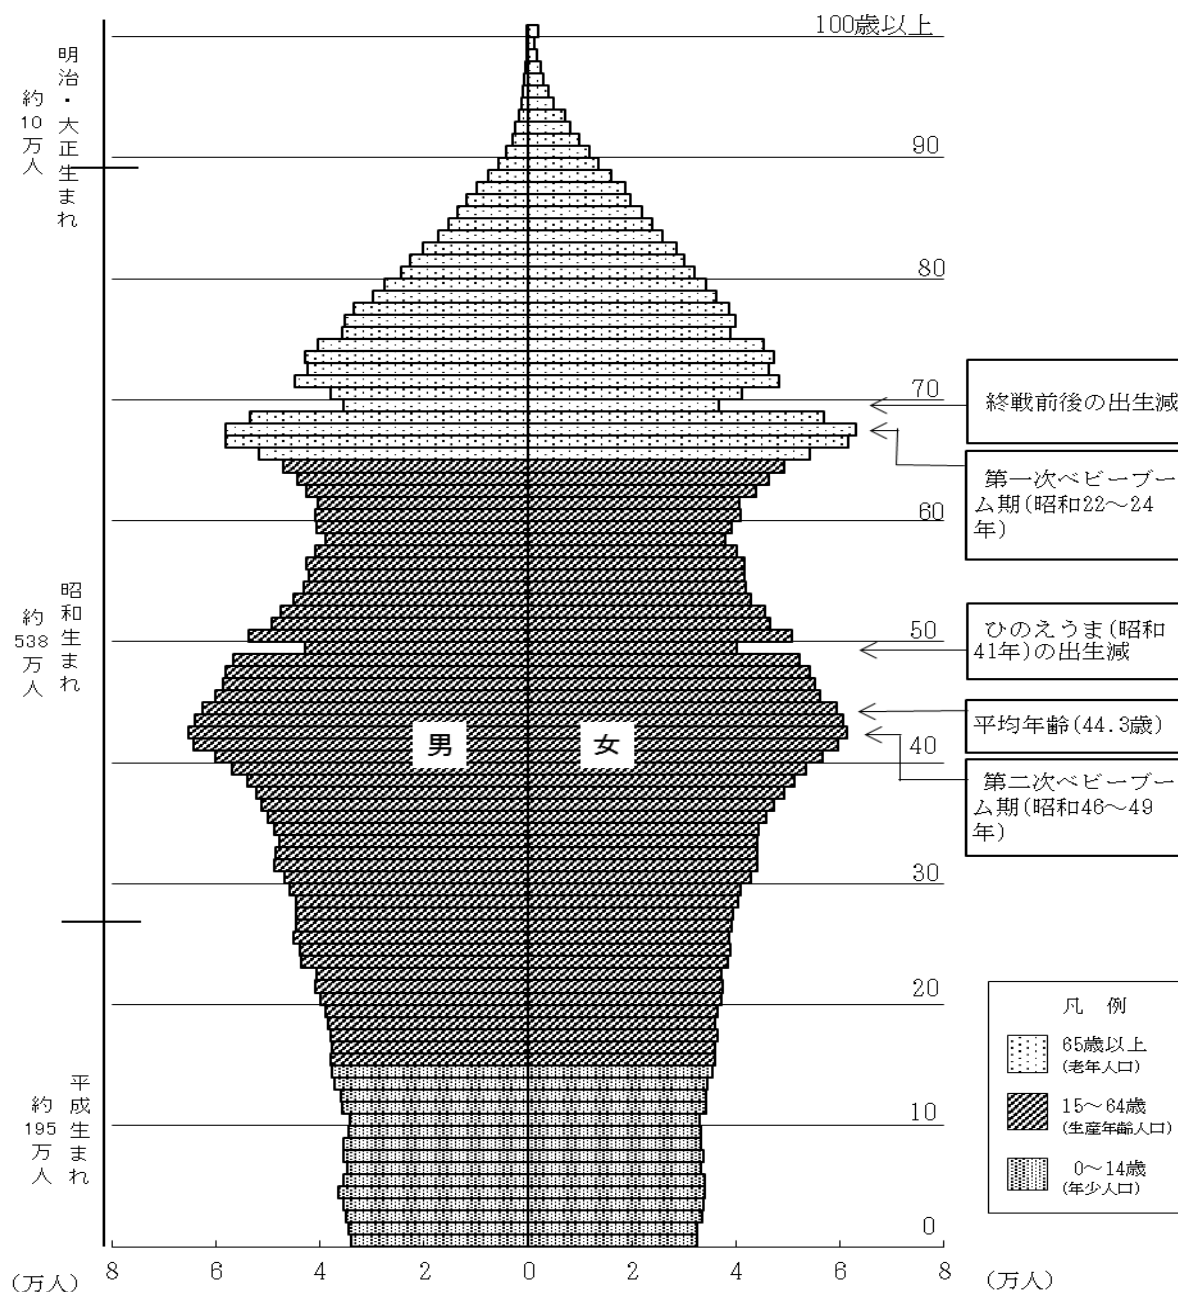 100歳以上
90
80
70
60
50
40
30
20
10
0
明治・大正生まれ
約10万人
昭和生まれ
約538万人
平成生まれ
約195万人
男
女
終戦前後の出生減
第一次ベビーブー
ム期(昭和22～24
年)
ひのえうま(昭和
41年)の出生減
平均年齢(44.3歳)
第二次ベビーブー
ム期(昭和46～49
年)
凡 例
65歳以上
(老年人口)
15～64歳
(生産年齢人口)
0～14歳
(年少人口)
8 6 4 2 0 2 4 6 8
(万人)
(万人)